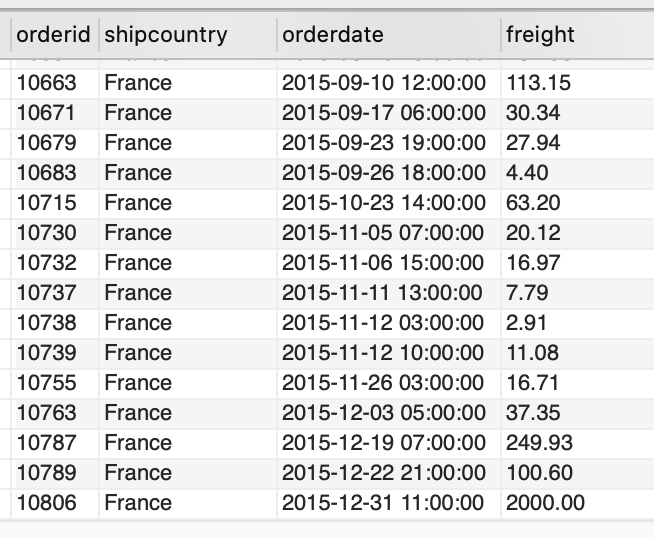 orderid shipcountry orderdate freight
10663 France 2015-09-10 12:00:00 113.15
10671 France 2015-09-17 06:00:00 30.34
10679 France 2015-09-23 19:00:00 27.94
10683 France 2015-09-26 18:00:00 4.40
10715 France 2015-10-23 14:00:00 63.20
10730 France 2015-11-05 07:00:00 20.12
10732 France 2015-11-06 15:00:00 16.97
10737 France 2015-11-11 13:00:00 7.79
10738 France 2015-11-12 03:00:00 2.91
10739 France 2015-11-12 10:00:00 11.08
10755 France 2015-11-26 03:00:00 16.71
10763 France 2015-12-03 05:00:00 37.35
10787 France 2015-12-19 07:00:00 249.93
10789 France 2015-12-22 21:00:00 100.60
10806 France 2015-12-31 11:00:00 2000.00